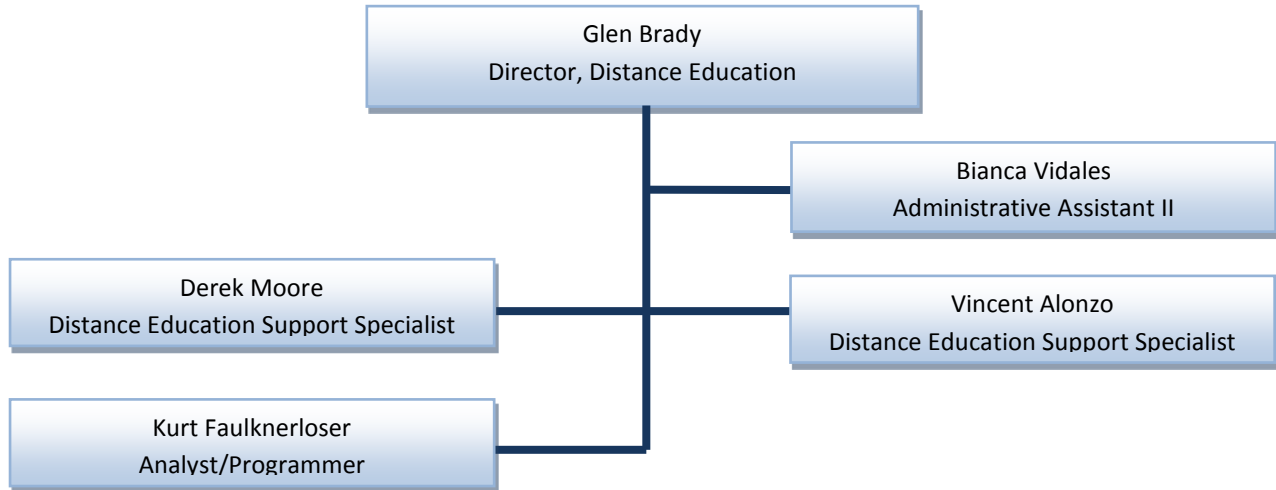 Glen Brady
Director, Distance Education
Bianca Vidales
Administrative Assistant II
Derek Moore
Distance Education Support Specialist
Vincent Alonzo
Distance Education Support Specialist
Kurt Faulknerloser
Analyst/Programmer